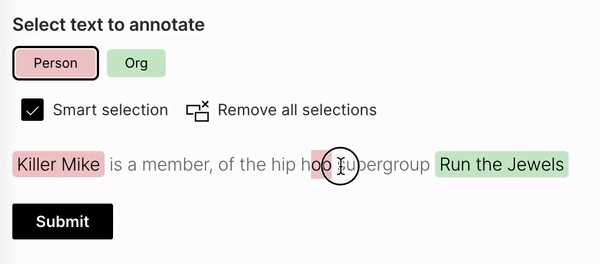 Select text to annotate
Person Org
Smart selection Remove all selections
Killer Mike is a member, of the hip hop supergroup Run the Jewels
Submit